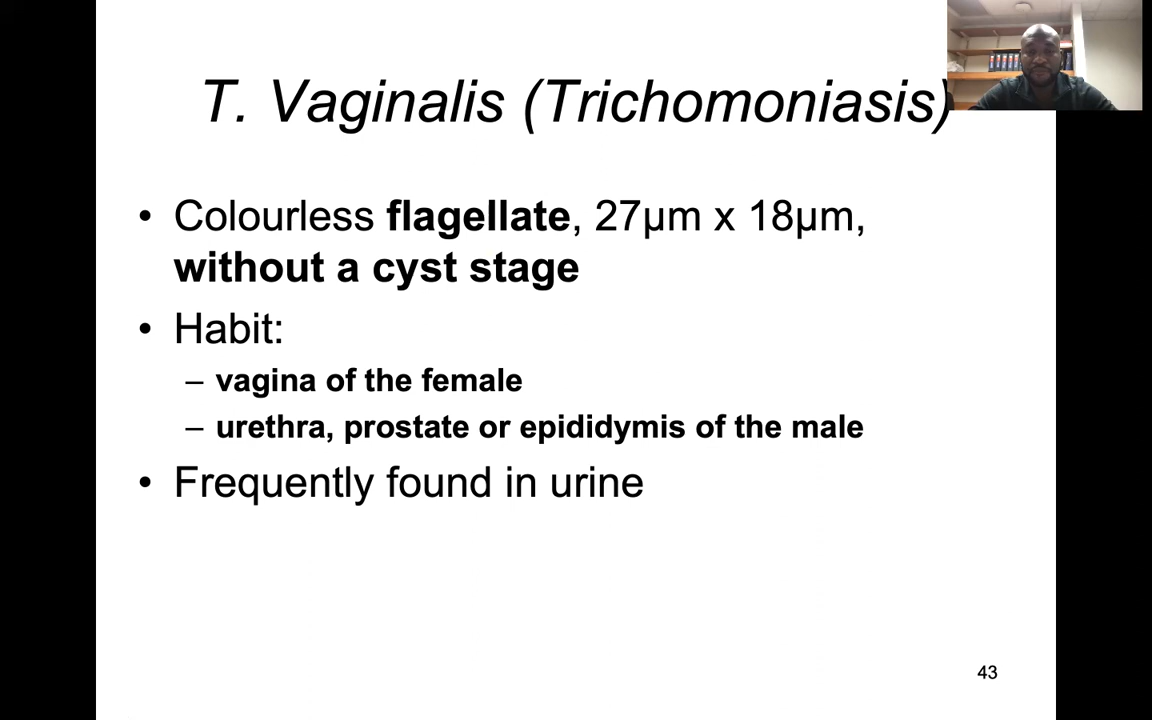 T. Vaginalis (Trichomoniasis)
• Colourless flagellate, 27µm x 18µm,
without a cyst stage
• Habit:
– vagina of the female
– urethra, prostate or epididymis of the male
• Frequently found in urine
43